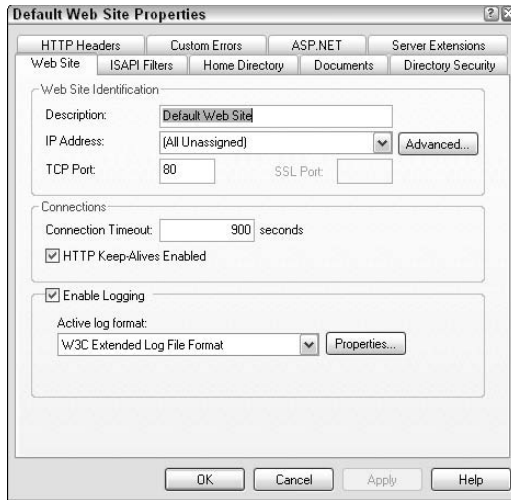 Default Web Site Properties
HTTP Headers Custom Errors ASP.NET Server Extensions
Web Site ISAPI Filters Home Directory Documents Directory Security
Web Site Identification
Description: Default Web Site
IP Address: (All Unassigned) Advanced...
TCP Port: 80 SSL Port:
Connections
Connection Timeout: 900 seconds
HTTP Keep-Alives Enabled
Enable Logging
Active log format:
W3C Extended Log File Format Properties...
OK Cancel Apply Help